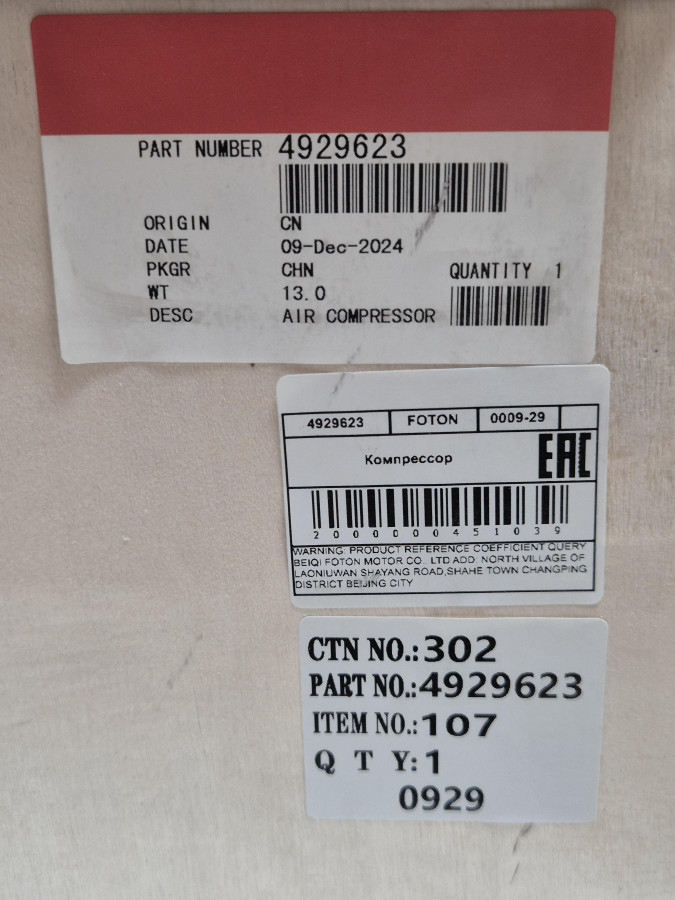 PART NUMBER 4929623
ORIGIN CN
DATE 09-Dec-2024
PKGR CHN QUANTITY 1
WT 13.0
DESC AIR COMPRESSOR
4929623 FOTON 0009-29
Компрессор EAC
2000000451039
WARNING: PRODUCT REFERENCE COEFFICIENT QUERY
BEIQI FOTON MOTOR CO. LTD ADD: NORTH VILLAGE OF
LAONIUWAN SHAYANG ROAD,SHAHE TOWN CHANGPING
DISTRICT BEIJING CITY
CTN NO.:302
PART NO.:4929623
ITEM NO.:107
Q T Y:1
0929